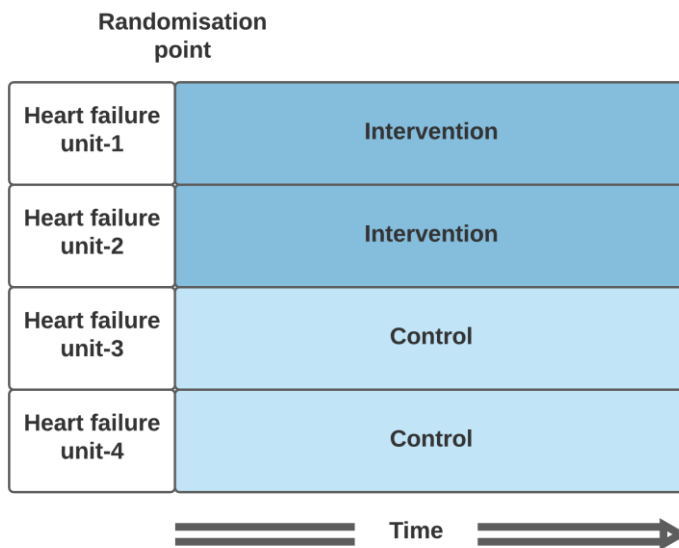 Randomisation
point
Heart failure
unit-1
Intervention
Heart failure
unit-2
Intervention
Heart failure
unit-3
Control
Heart failure
unit-4
Control
Time